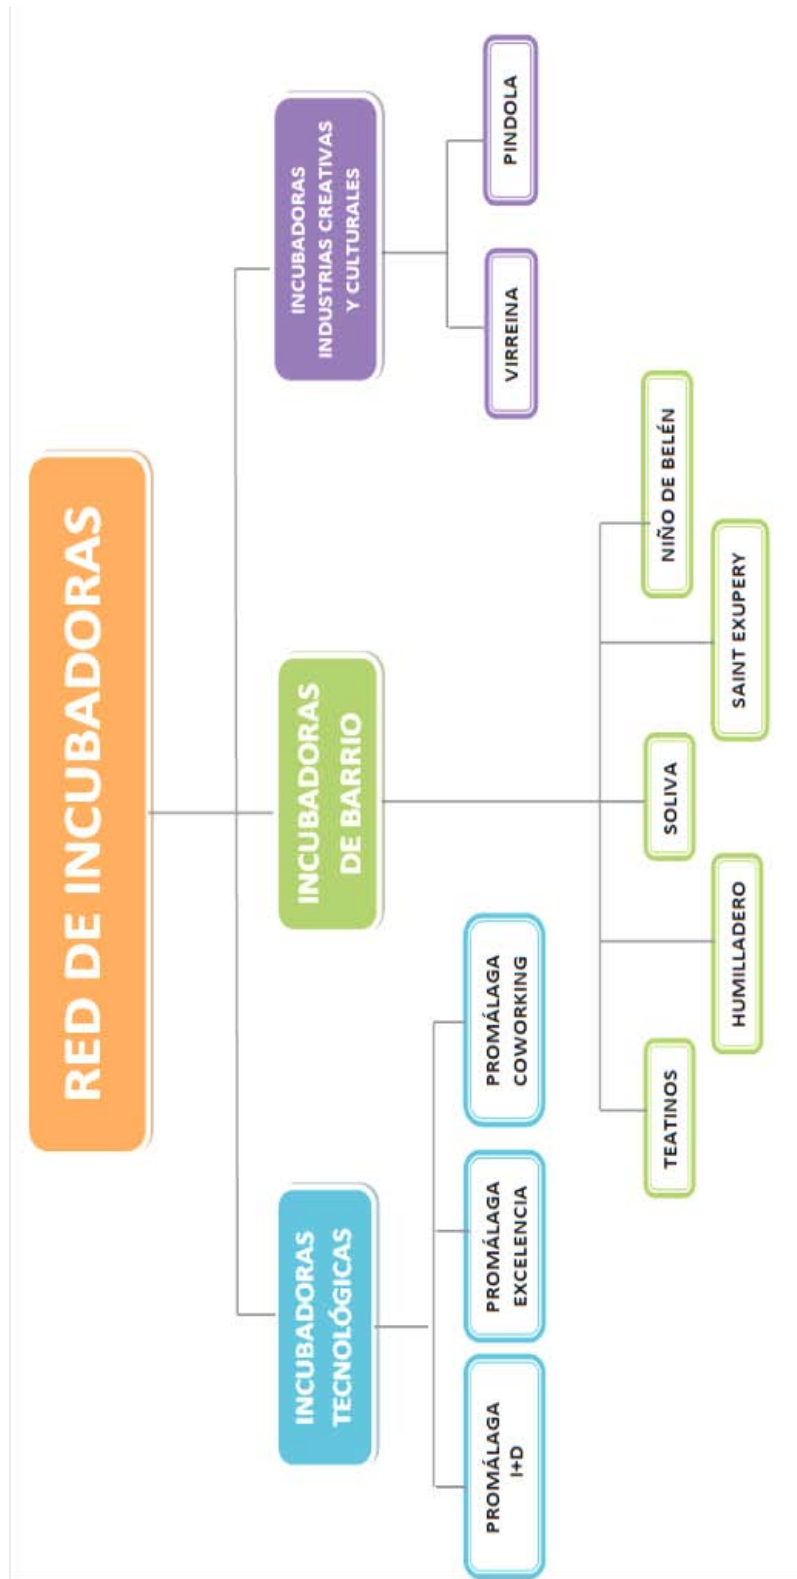 RED DE INCUBADORAS
INCUBADORAS
TECNOLÓGICAS
INCUBADORAS
DE BARRIO
INCUBADORAS
INDUSTRIAS CREATIVAS
Y CULTURALES
PROMÁLAGA
I+D
PROMÁLAGA
EXCELENCIA
PROMÁLAGA
COWORKING
VIRREINA
PINDOLA
TEATINOS
HUMILLADERO
SOLIVA
SAINT EXUPERY
NIÑO DE BELÉN